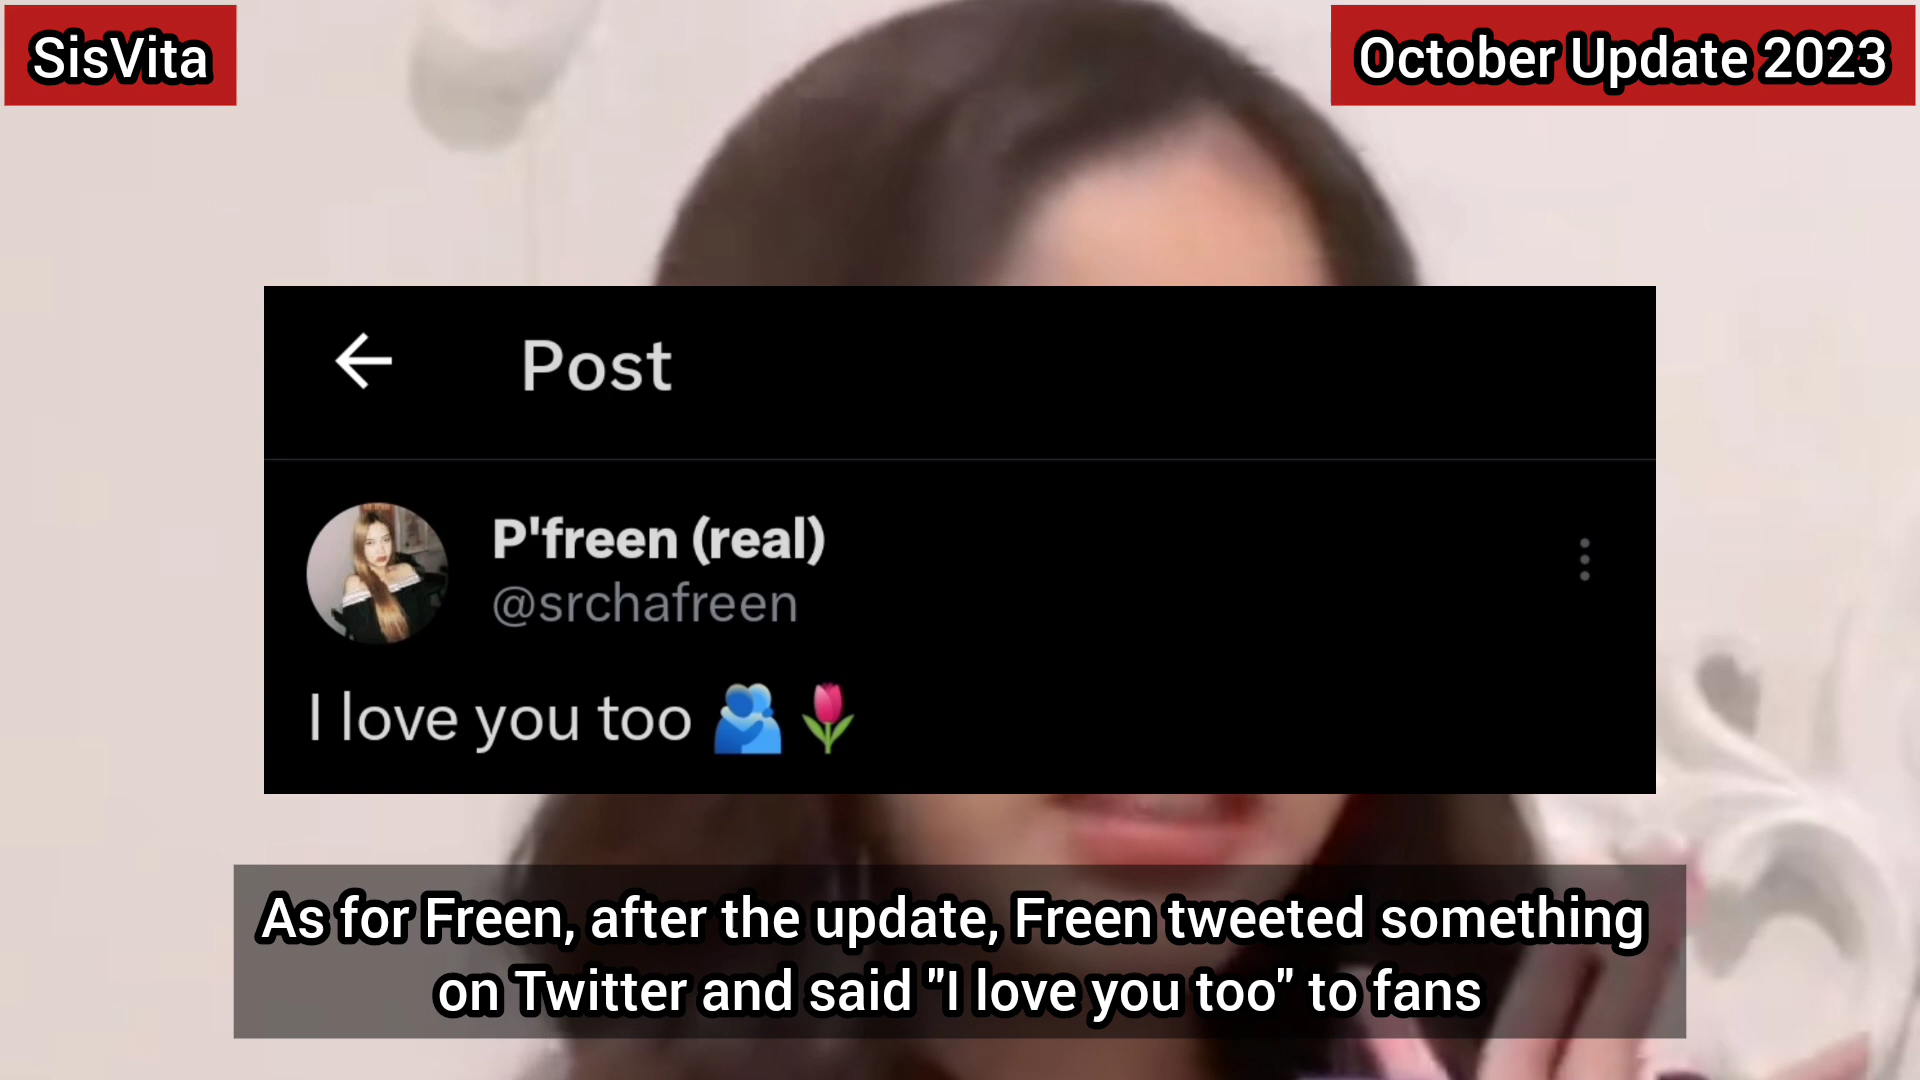 SisVita
October Update 2023
Post
P'freen (real)
@srchafreen
I love you too 🫂🌷
As for Freen, after the update, Freen tweeted something
on Twitter and said "I love you too" to fans